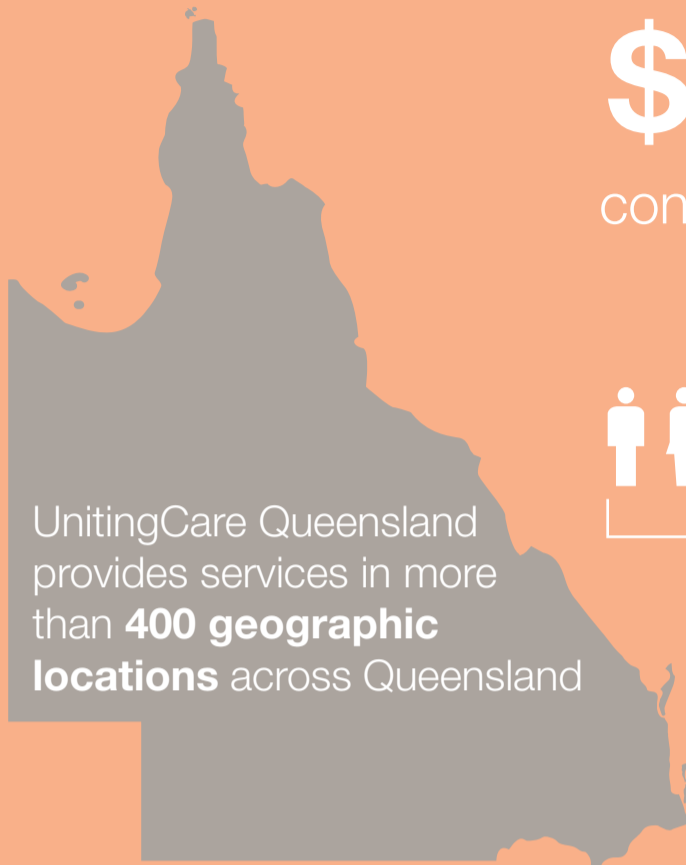 $
con
UnitingCare Queensland
provides services in more
than 400 geographic
locations across Queensland